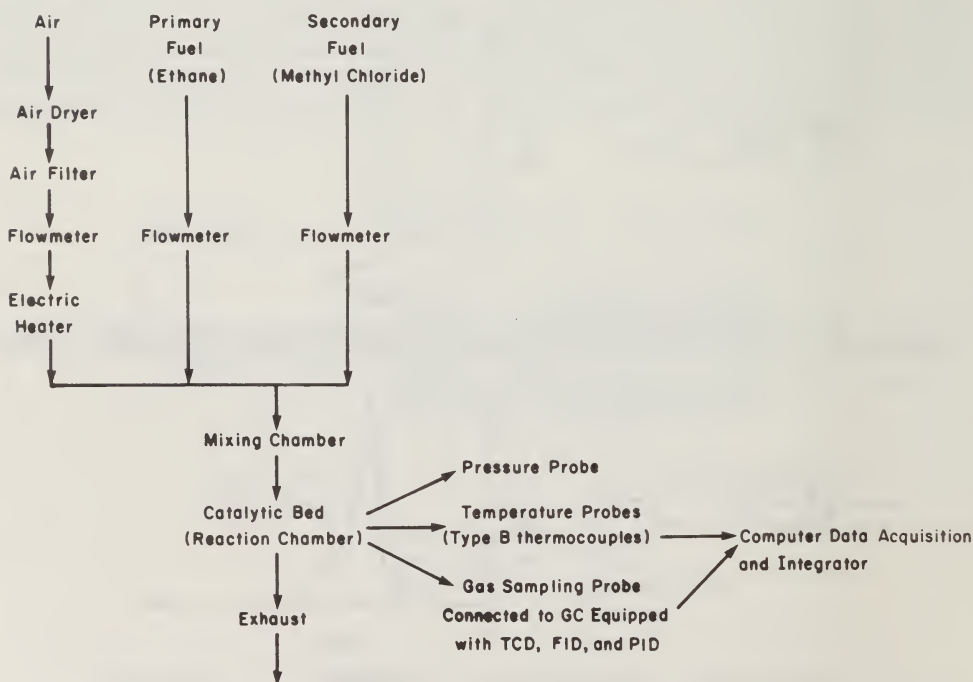 Air
Primary
Fuel
(Ethane)
Secondary
Fuel
(Methyl Chloride)
Air Dryer
Air Filter
Flowmeter
Flowmeter
Flowmeter
Electric
Heater
Mixing Chamber
Catalytic Bed
(Reaction Chamber)
Pressure Probe
Temperature Probes
(Type B thermocouples)
Computer Data Acquisition
and Integrator
Gas Sampling Probe
Connected to GC Equipped
with TCD, FID, and PID
Exhaust